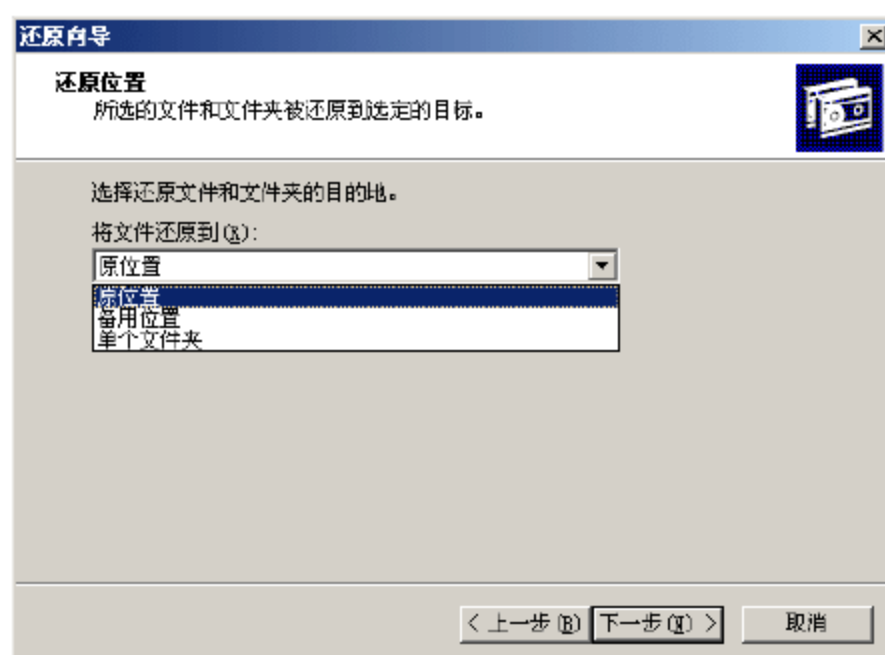 还原向导
还原位置
所选的文件和文件夹被还原到选定的目标。
选择还原文件和文件夹的目的地。
将文件还原到(R):
原位置
原位置
备用位置
单个文件夹
< 上一步(B) 下一步(N) > 取消